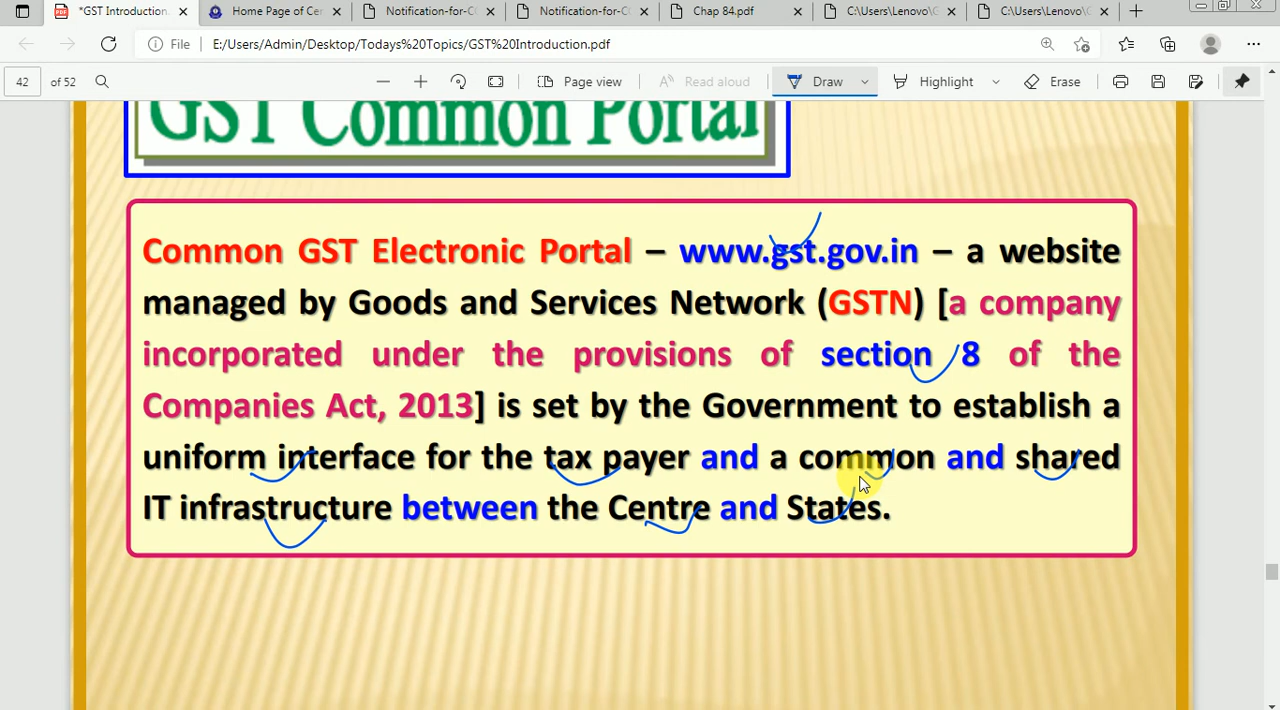 *GST Introduction. Home Page of Ce Notification-for-C Notification-for-C Chap 84.pdf C:\Users\Lenovo\ C:\Users\Lenovo\
File E:/Users/Admin/Desktop/Todays%20Topics/GST%20Introduction.pdf
42 of 52 Page view Read aloud Draw Highlight Erase
GST Common Portal
Common GST Electronic Portal – www.gst.gov.in – a website
managed by Goods and Services Network (GSTN) [a company
incorporated under the provisions of section 8 of the
Companies Act, 2013] is set by the Government to establish a
uniform interface for the tax payer and a common and shared
IT infrastructure between the Centre and States.